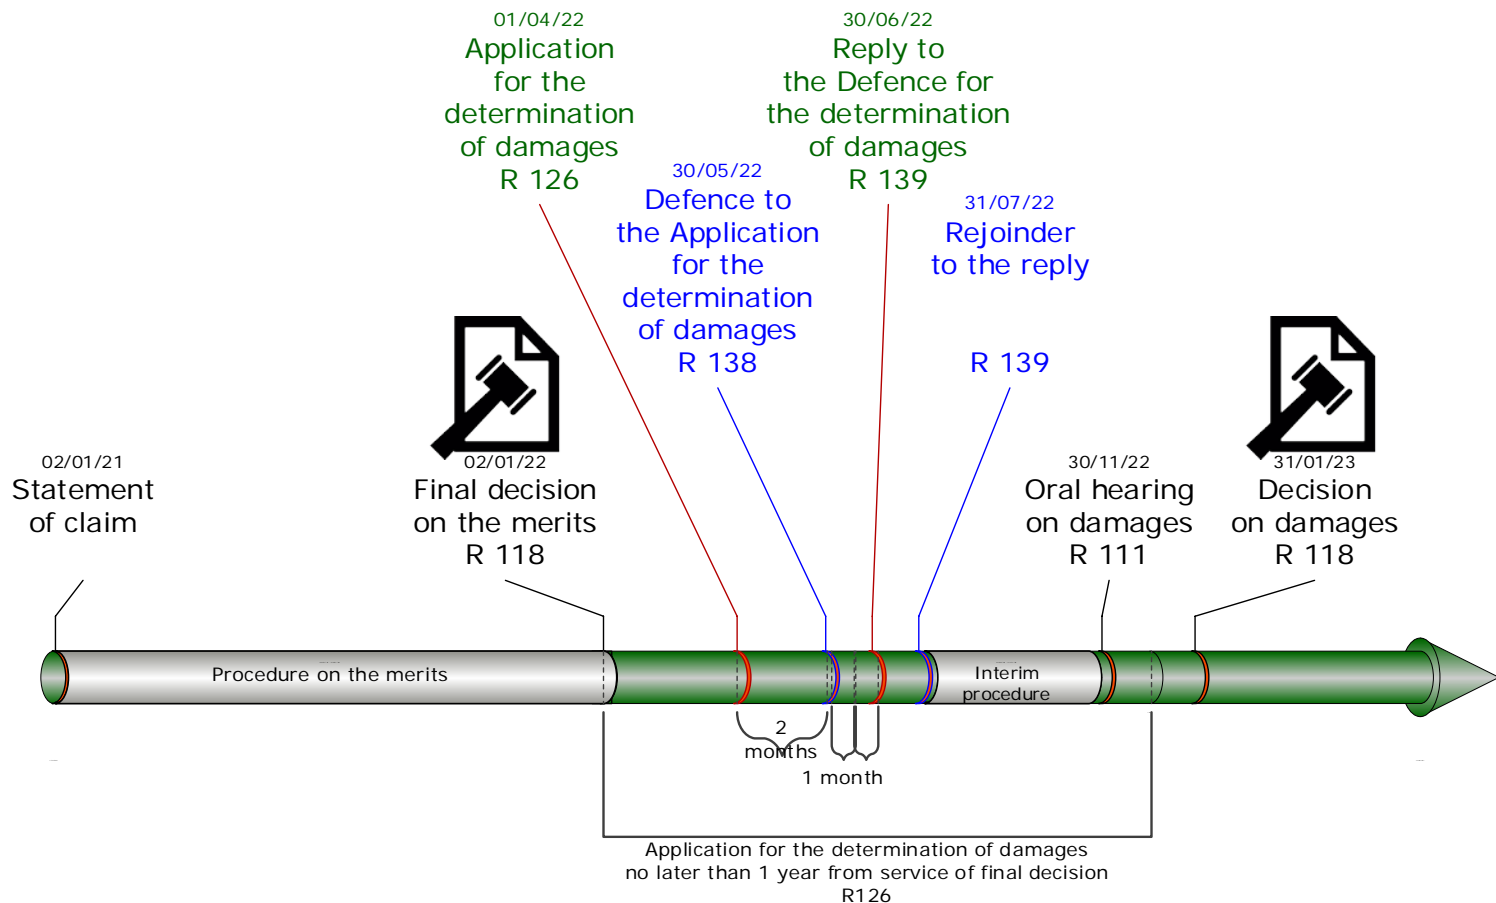 01/04/22
Application
for the
determination
of damages
R 126
30/06/22
Reply to
the Defence for
the determination
of damages
R 139
30/05/22
Defence to
the Application
for the
determination
of damages
R 138
31/07/22
Rejoinder
to the reply
R 139
02/01/21
Statement
of claim
02/01/22
Final decision
on the merits
R 118
30/11/22
Oral hearing
on damages
R 111
31/01/23
Decision
on damages
R 118
Procedure on the merits
Interim
procedure
2
months
1 month
Application for the determination of damages
no later than 1 year from service of final decision
R126